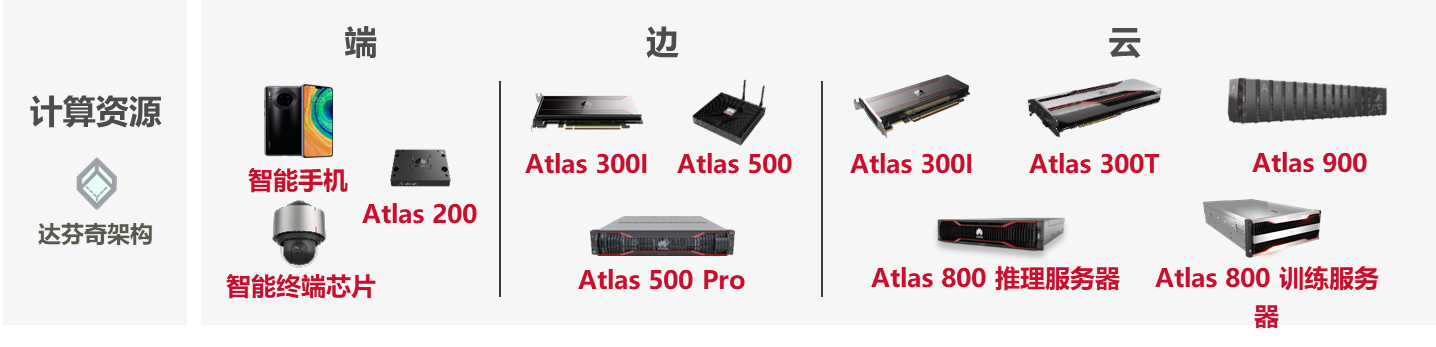 计算资源
达芬奇架构
端
智能手机
Atlas 200
智能终端芯片
边
Atlas 300I
Atlas 500
Atlas 500 Pro
云
Atlas 300I
Atlas 300T
Atlas 900
Atlas 800 推理服务器
Atlas 800 训练服务
器